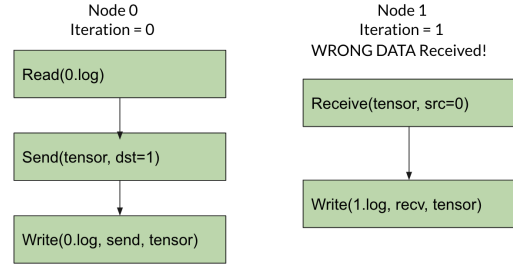 Node 0
Iteration = 0
Read(0.log)
Send(tensor, dst=1)
Write(0.log, send, tensor)
Node 1
Iteration = 1
WRONG DATA Received!
Receive(tensor, src=0)
Write(1.log, recv, tensor)